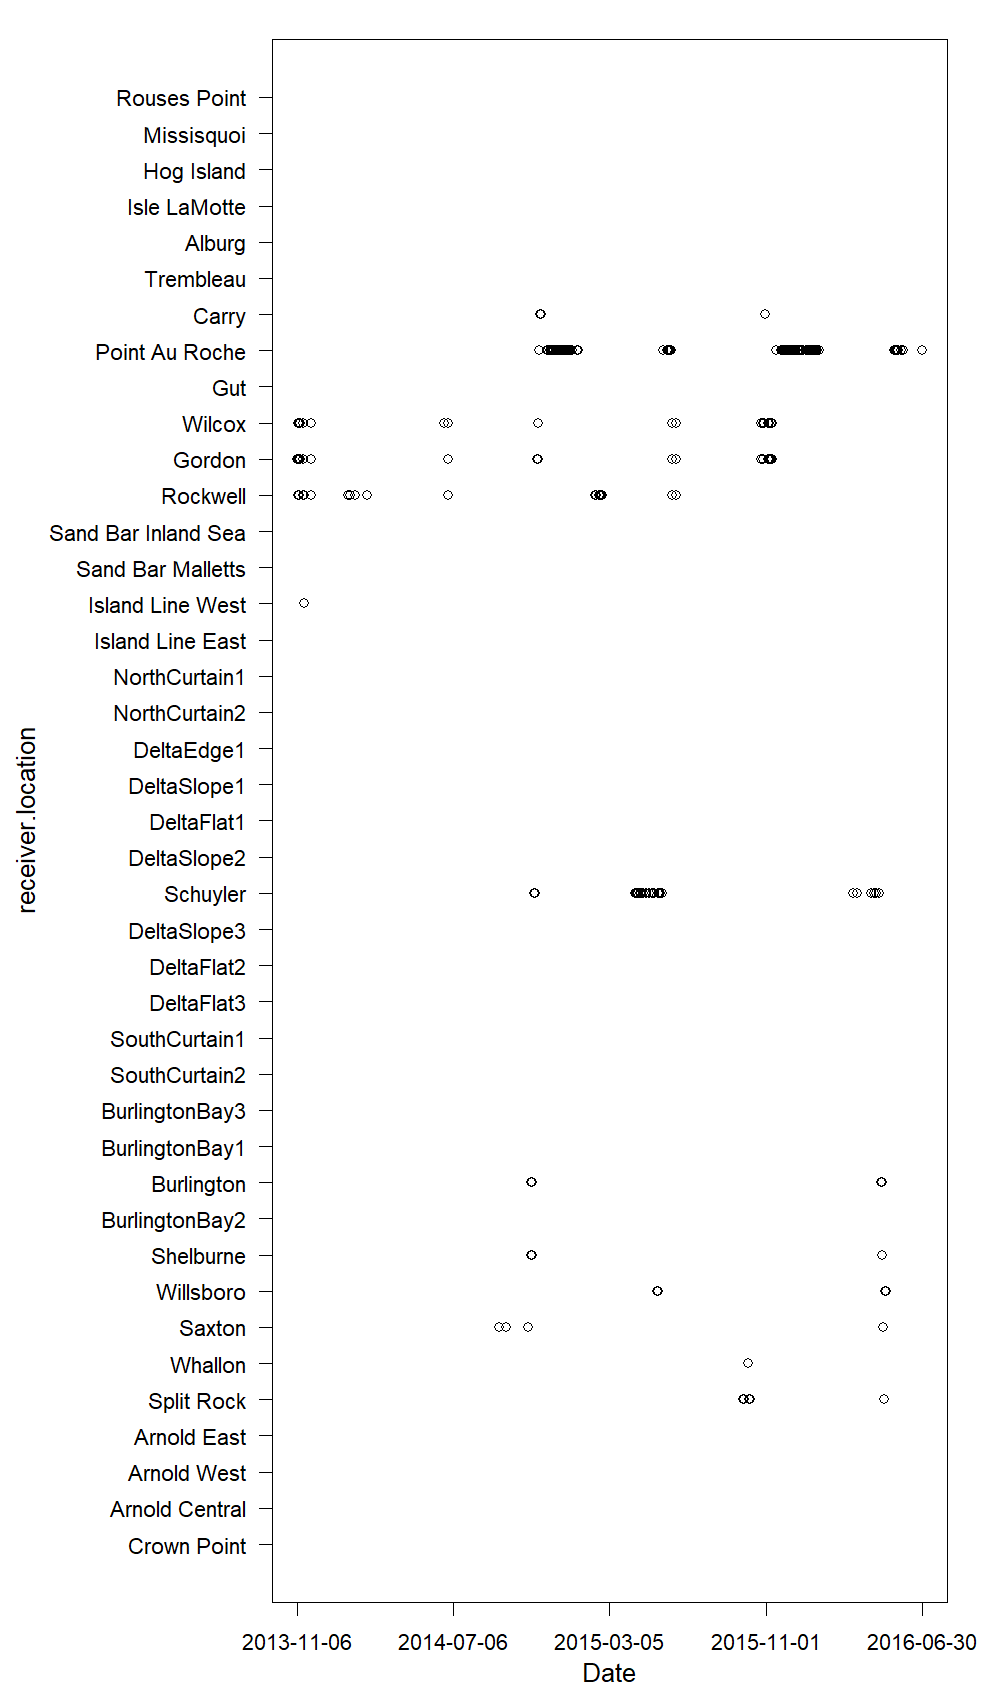 Rouses Point
Missisquoi
Hog Island
Isle LaMotte
Alburg
Trembleau
Carry
Point Au Roche
Gut
Wilcox
Gordon
Rockwell
Sand Bar Inland Sea
Sand Bar Malletts
Island Line West
Island Line East
NorthCurtain1
NorthCurtain2
DeltaEdge1
DeltaSlope1
DeltaFlat1
DeltaSlope2
Schuyler
DeltaSlope3
DeltaFlat2
DeltaFlat3
SouthCurtain1
SouthCurtain2
BurlingtonBay3
BurlingtonBay1
Burlington
BurlingtonBay2
Shelburne
Willsboro
Saxton
Whallon
Split Rock
Arnold East
Arnold West
Arnold Central
Crown Point
receiver.location
2013-11-06 2014-07-06 2015-03-05 2015-11-01 2016-06-30
Date